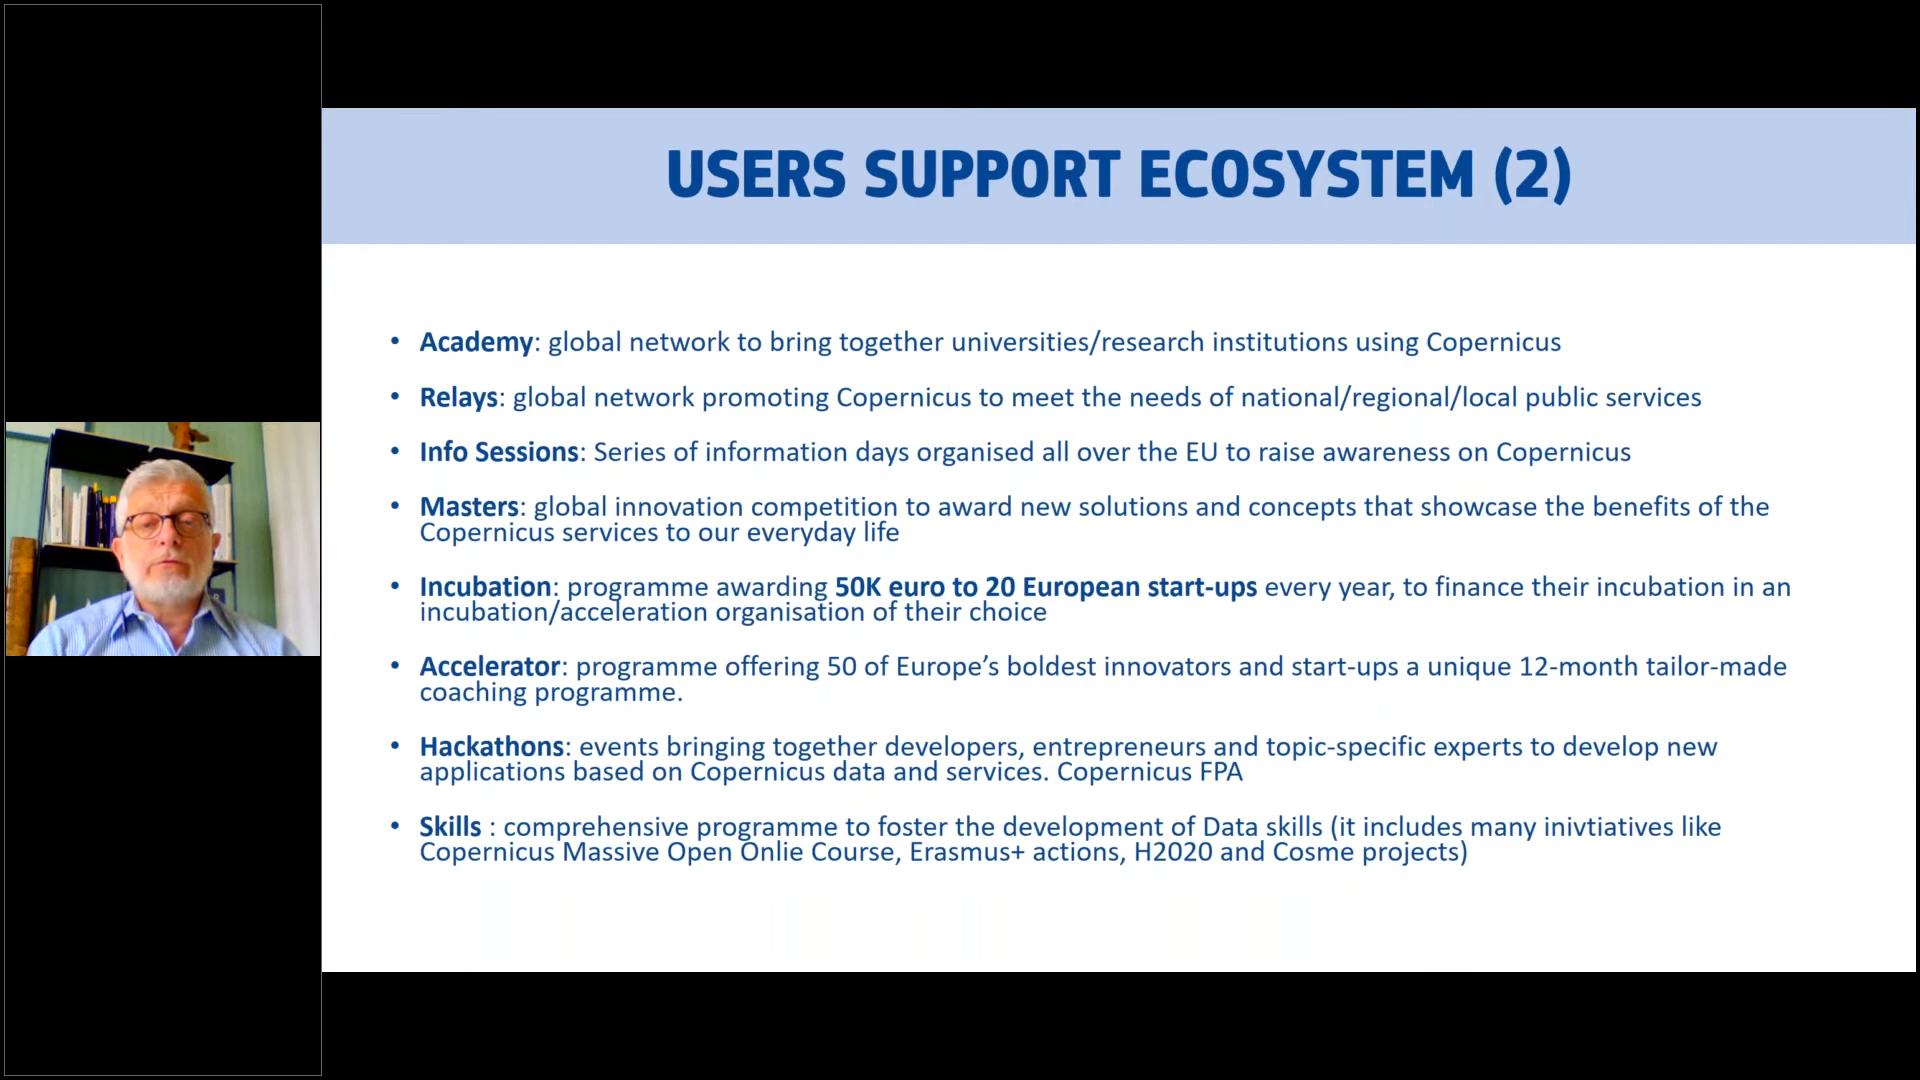 USERS SUPPORT ECOSYSTEM (2)
• Academy: global network to bring together universities/research institutions using Copernicus
• Relays: global network promoting Copernicus to meet the needs of national/regional/local public services
• Info Sessions: Series of information days organised all over the EU to raise awareness on Copernicus
• Masters: global innovation competition to award new solutions and concepts that showcase the benefits of the
Copernicus services to our everyday life
• Incubation: programme awarding 50K euro to 20 European start-ups every year, to finance their incubation in an
incubation/acceleration organisation of their choice
• Accelerator: programme offering 50 of Europe’s boldest innovators and start-ups a unique 12-month tailor-made
coaching programme.
• Hackathons: events bringing together developers, entrepreneurs and topic-specific experts to develop new
applications based on Copernicus data and services. Copernicus FPA
• Skills : comprehensive programme to foster the development of Data skills (it includes many inivtiatives like
Copernicus Massive Open Onlie Course, Erasmus+ actions, H2020 and Cosme projects)